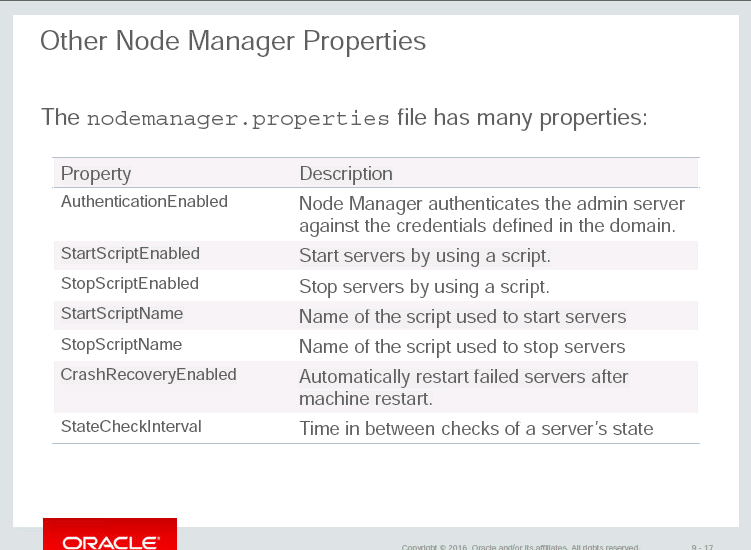 Other Node Manager Properties
The nodemanager.properties file has many properties:
Property Description
AuthenticationEnabled Node Manager authenticates the admin server
against the credentials defined in the domain.
StartScriptEnabled Start servers by using a script.
StopScriptEnabled Stop servers by using a script.
StartScriptName Name of the script used to start servers
StopScriptName Name of the script used to stop servers
CrashRecoveryEnabled Automatically restart failed servers after
machine restart.
StateCheckInterval Time in between checks of a server's state
ORACLE
Copyright © 2016, Oracle and/or its affiliates. All rights reserved. 9 - 17